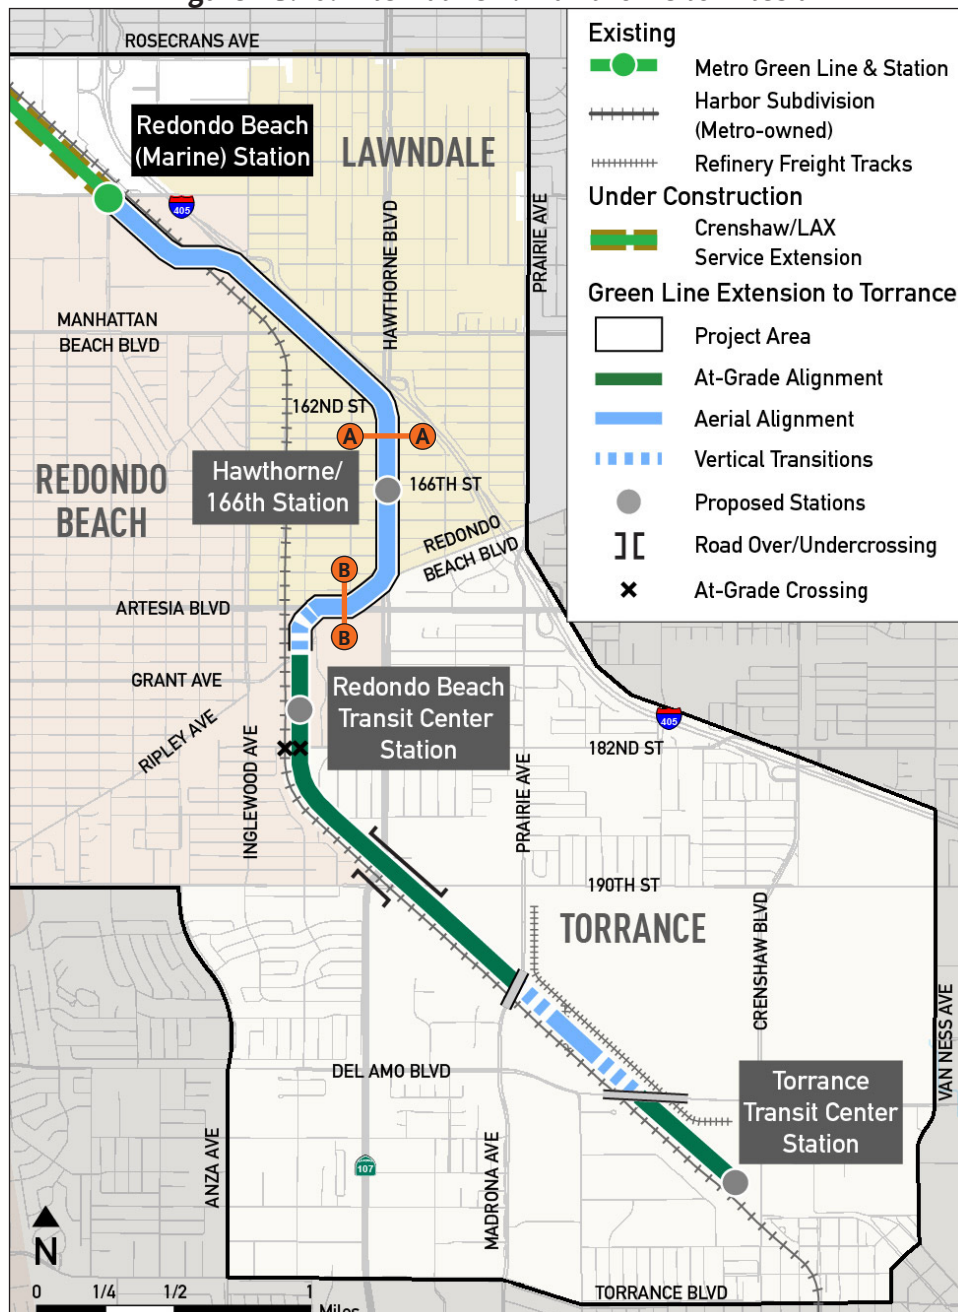 ROSECRANS AVE
Existing
Metro Green Line & Station
Harbor Subdivision
(Metro-owned)
Refinery Freight Tracks
Under Construction
Crenshaw/LAX
Service Extension
Green Line Extension to Torrance
Project Area
At-Grade Alignment
Aerial Alignment
Vertical Transitions
Proposed Stations
Road Over/Undercrossing
At-Grade Crossing
Redondo Beach
(Marine) Station
LAWNDALE
405
HAWTHORNE BLVD
PRAIRIE AVE
MANHATTAN
BEACH BLVD
162ND ST
A
A
REDONDO
BEACH
Hawthorne/
166th Station
166TH ST
REDONDO
BEACH BLVD
B
B
ARTESIA BLVD
GRANT AVE
RIPLEY AVE
INGLEWOOD AVE
Redondo Beach
Transit Center
Station
405
182ND ST
PRAIRIE AVE
190TH ST
TORRANCE
CRENSHAW BLVD
VAN NESS AVE
DEL AMO BLVD
Torrance
Transit Center
Station
ANZA AVE
107
MADRONA AVE
N
0 1/4 1/2 1
Miles
TORRANCE BLVD